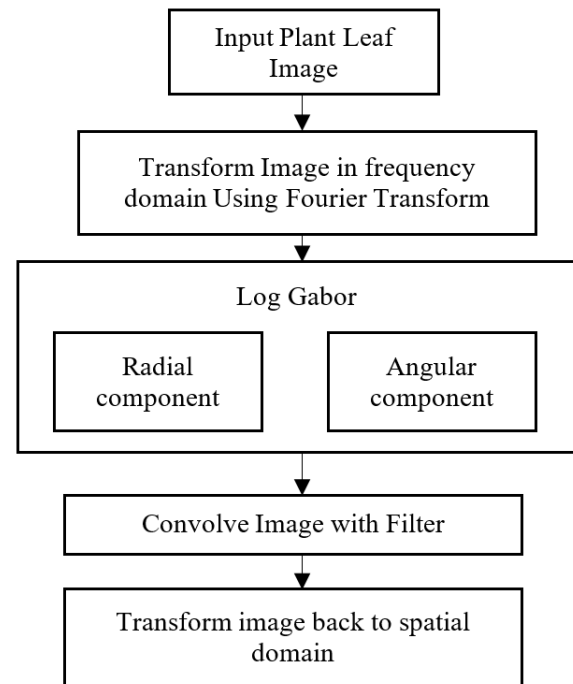 Input Plant Leaf
Image
Transform Image in frequency
domain Using Fourier Transform
Log Gabor
Radial
component
Angular
component
Convolve Image with Filter
Transform image back to spatial
domain